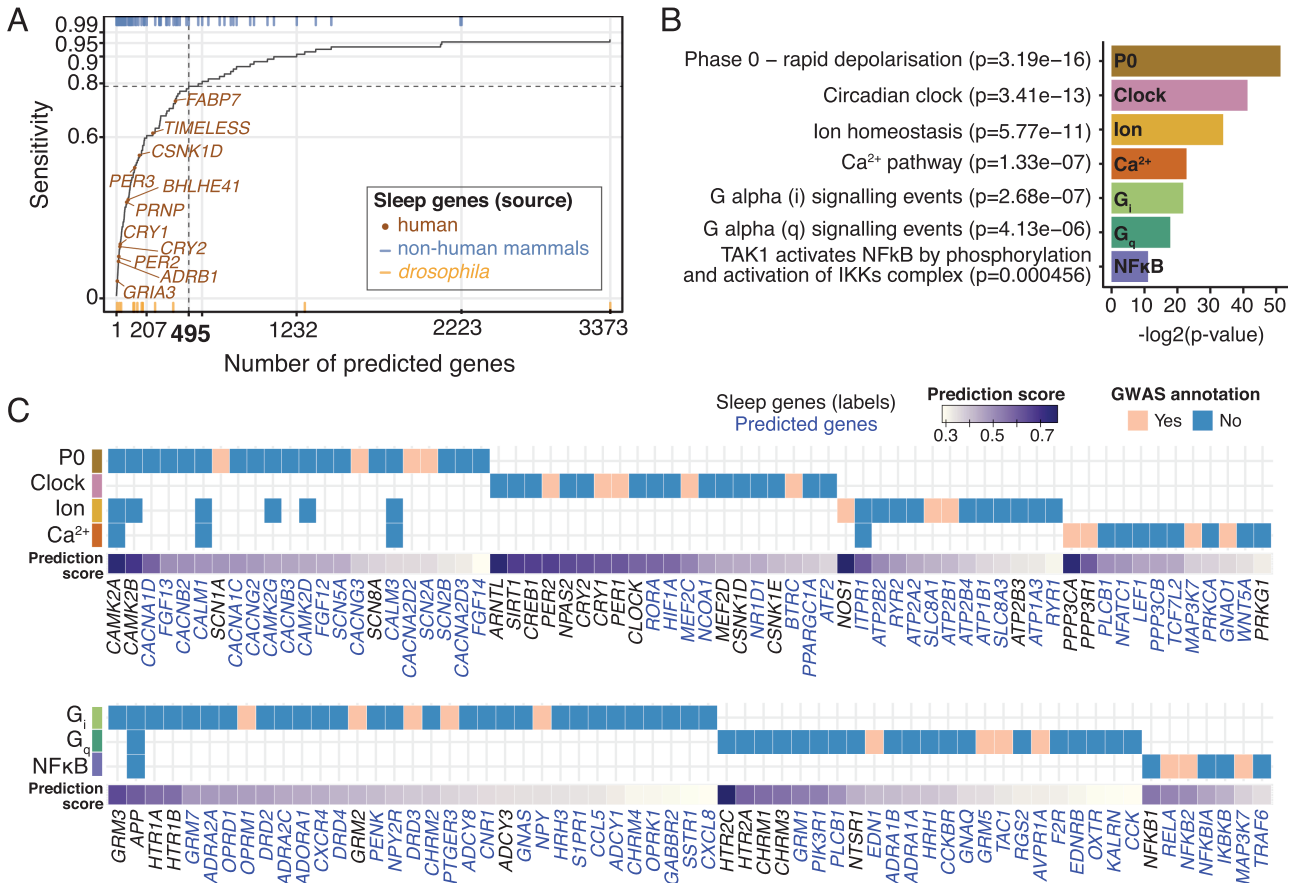 A
0.99
0.95
0.9
0.8
0.6
0
Sensitivity
FABP7
TIMELESS
CSNK1D
PER3
BHLHE41
PRNP
CRY1
CRY2
PER2
ADRB1
GRIA3
Sleep genes (source)
human
non-human mammals
drosophila
1 207 495 1232 2223 3373
Number of predicted genes
B
Phase 0 – rapid depolarisation (p=3.19e−16) P0
Circadian clock (p=3.41e−13) Clock
Ion homeostasis (p=5.77e−11) Ion
Ca²⁺ pathway (p=1.33e−07) Ca²⁺
G alpha (i) signalling events (p=2.68e−07) Gi
G alpha (q) signalling events (p=4.13e−06) Gq
TAK1 activates NFkB by phosphorylation
and activation of IKKs complex (p=0.000456) NFκB
0 10 20 30 40 50
-log2(p-value)
C
Sleep genes (labels)
Predicted genes
Prediction score
0.3 0.5 0.7
GWAS annotation
Yes No
P0
Clock
Ion
Ca²⁺
Prediction
score
CAMK2A
CAMK2B
CACNA1D
FGF13
CACNB2
CALM1
SCN1A
CACNA1C
CACNG2
CAMK2G
CACNB3
CAMK2D
FGF12
SCN5A
CACNG3
SCN8A
CALM3
CACNA2D2
SCN2B
CACNA2D3
FGF14
ARNTL
SIRT1
CREB1
PER2
NPAS2
CRY2
CRY1
PER1
CLOCK
RORA
HIF1A
MEF2C
NCOA1
MEF2D
CSNK1D
NR1D1
CSNK1E
BTRC
PPARGC1A
ATF2
NOS1
ITPR1
ATP2B2
RYR2
ATP2A2
SLC8A1
ATP2B1
ATP2B4
ATP1B1
SLC8A3
ATP2B3
ATP1A3
RYR1
PPP3CA
PPP3R1
PLCB1
NFATC1
LEF1
PPP3CB
TCF7L2
MAP3K7
PRKCA
GNAO1
WNT5A
PRKG1
Gi
Gq
NFκB
Prediction
score
GRM3
APP
HTR1A
HTR1B
GRM7
ADRA2A
OPRD1
OPRM1
DRD2
ADRA2C
ADORA1
CXCR4
DRD4
GRM2
PENK
NPY2R
DRD3
CHRM2
PTGER3
ADCY8
CNR1
ADCY3
GNAS
NPY
HRH3
S1PR1
CCL5
ADCY1
CHRM4
OPRK1
GABBR2
SSTR1
CXCL8
HTR2C
HTR2A
CHRM1
CHRM3
GRM1
PIK3R1
PLCB1
NTSR1
EDN1
ADRA1B
ADRA1A
HRH1
CCKBR
GNAQ
GRM5
TAC1
RGS2
AVPR1A
F2R
EDNRB
OXTR
KALRN
CCK
NFKB1
RELA
NFKB2
NFKBIA
IKBKB
MAP3K7
TRAF6